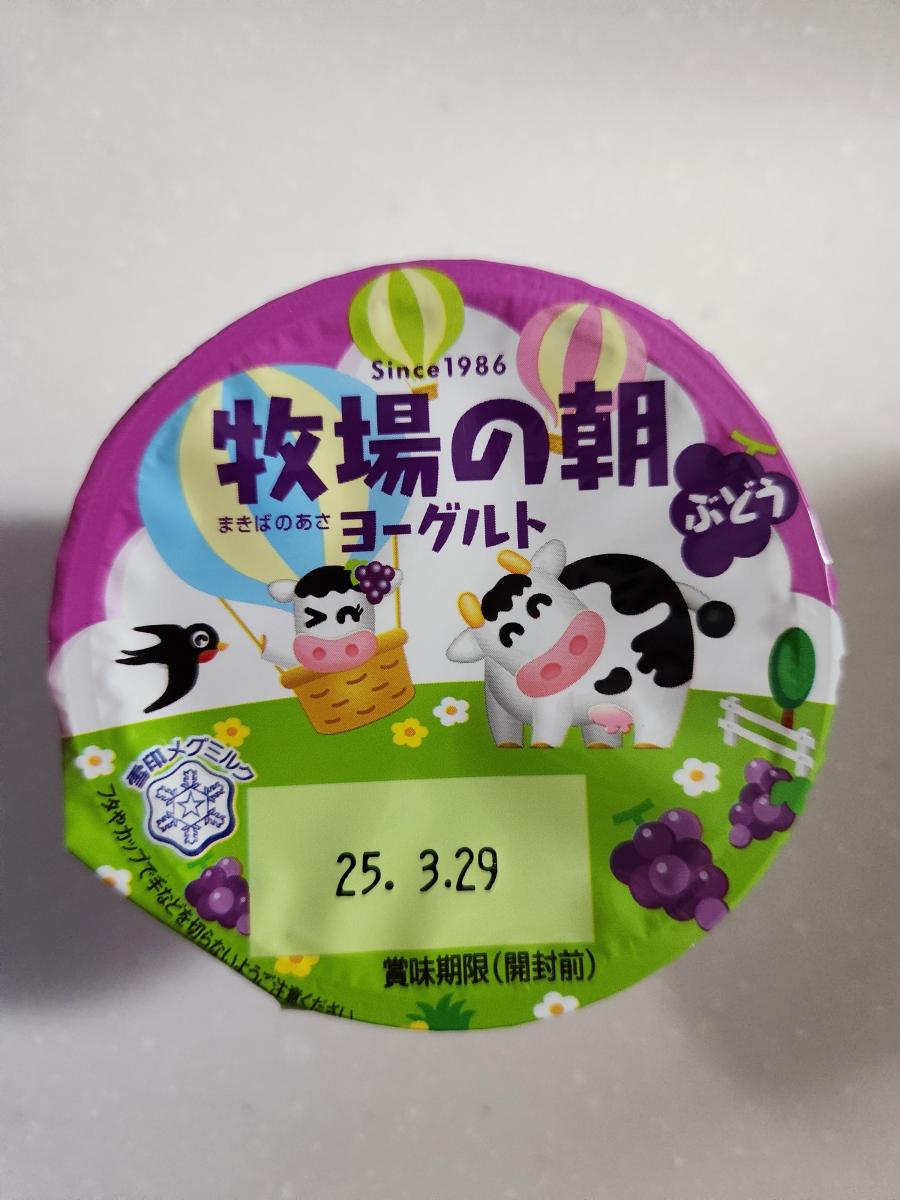 Since1986
牧場の朝
まきばのあさ ヨーグルト
ぶどう
雪印メグミルク
フタやカップで手などを切らないようご注意ください
25. 3.29
賞味期限(開封前)